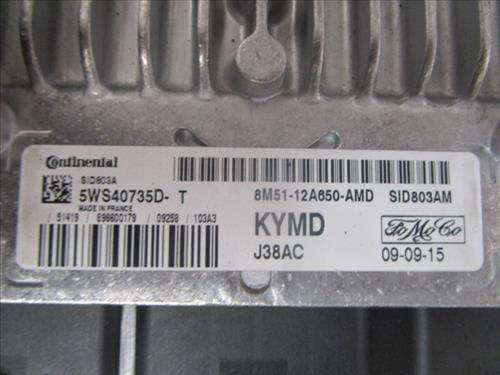 Continental
SID803A
5WS40735D- T
MADE IN FRANCE
/ 51419 / 896600179 / 09258 / 103A3
8M51-12A650-AMD SID803AM
KYMD
FoMoCo
J38AC
09-09-15